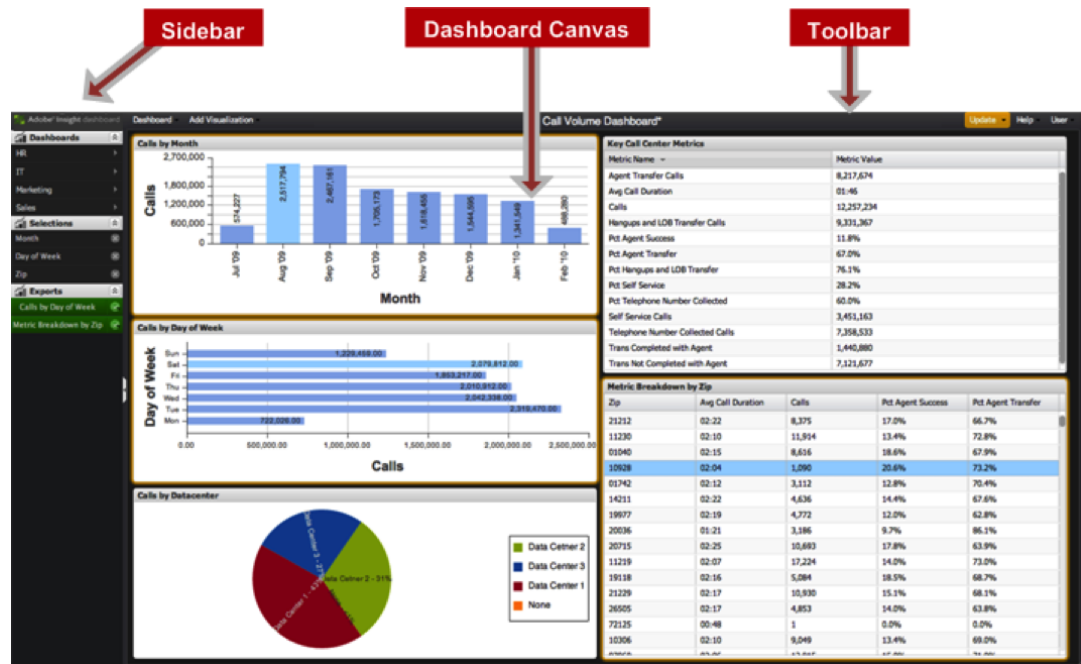 Sidebar
Dashboard Canvas
Toolbar
Adobe® Insight dashboard
Dashboard
Add Visualization
Call Volume Dashboard*
Update
Help
User
Dashboards
HR
IT
Marketing
Sales
Selections
Month
Day of Week
Zip
Exports
Calls by Day of Week
Metric Breakdown by Zip
Calls by Month
Calls
2,700,000
1,800,000
1,200,000
600,000
0
574,227
2,517,794
2,467,161
1,705,173
1,618,455
1,544,595
1,341,549
488,280
Jul '09
Aug '09
Sep '09
Oct '09
Nov '09
Dec '09
Jan '10
Feb '10
Month
Calls by Day of Week
Day of Week
Sun
Sat
Fri
Thu
Wed
Tue
Mon
1,229,459.00
2,079,812.00
1,853,217.00
2,010,912.00
2,042,338.00
2,319,470.00
722,026.00
0.00
500,000.00
1,000,000.00
1,500,000.00
2,000,000.00
2,500,000.00
Calls
Calls by Datacenter
Data Center 3 - 27%
Data Cetner 2 - 31%
Data Center 1 - 43%
Data Cetner 2
Data Center 3
Data Center 1
None
Key Call Center Metrics
Metric Name Metric Value
Agent Transfer Calls 8,217,674
Avg Call Duration 01:46
Calls 12,257,234
Hangups and LOB Transfer Calls 9,331,367
Pct Agent Success 11.8%
Pct Agent Transfer 67.0%
Pct Hangups and LOB Transfer 76.1%
Pct Self Service 28.2%
Pct Telephone Number Collected 60.0%
Self Service Calls 3,451,163
Telephone Number Collected Calls 7,358,533
Trans Completed with Agent 1,440,880
Trans Not Completed with Agent 7,121,677
Metric Breakdown by Zip
Zip Avg Call Duration Calls Pct Agent Success Pct Agent Transfer
21212 02:22 8,375 17.0% 66.7%
11230 02:10 11,914 13.4% 72.8%
01040 02:15 8,616 18.6% 67.9%
10928 02:04 1,090 20.6% 73.2%
01742 02:12 3,112 12.8% 70.4%
14211 02:22 4,636 14.4% 67.6%
19977 02:19 4,772 12.0% 62.8%
20036 01:21 3,186 9.7% 86.1%
20715 02:25 10,693 17.8% 63.9%
11219 02:07 17,224 14.0% 73.0%
19118 02:16 5,084 18.5% 68.7%
21229 02:17 10,930 15.1% 68.1%
26505 02:17 4,853 14.0% 63.8%
72125 00:48 1 0.0% 0.0%
10306 02:10 9,049 13.4% 69.0%